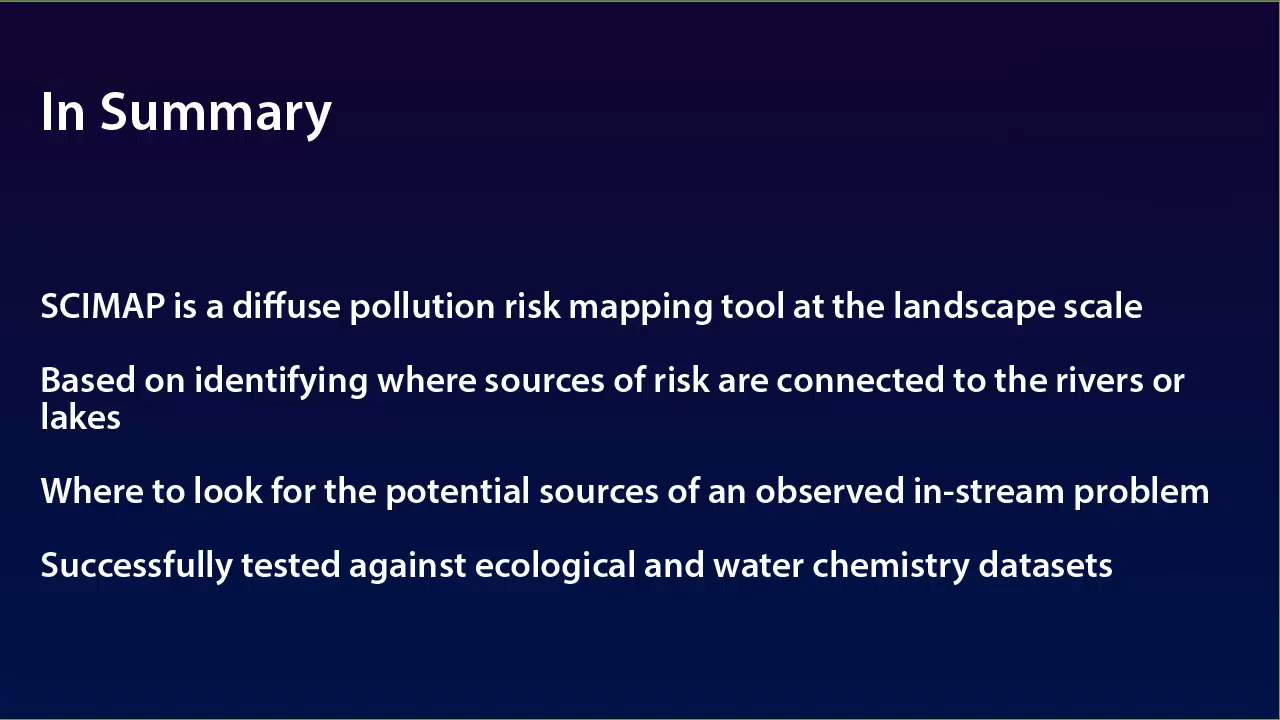 In Summary
SCIMAP is a diffuse pollution risk mapping tool at the landscape scale
Based on identifying where sources of risk are connected to the rivers or
lakes
Where to look for the potential sources of an observed in-stream problem
Successfully tested against ecological and water chemistry datasets